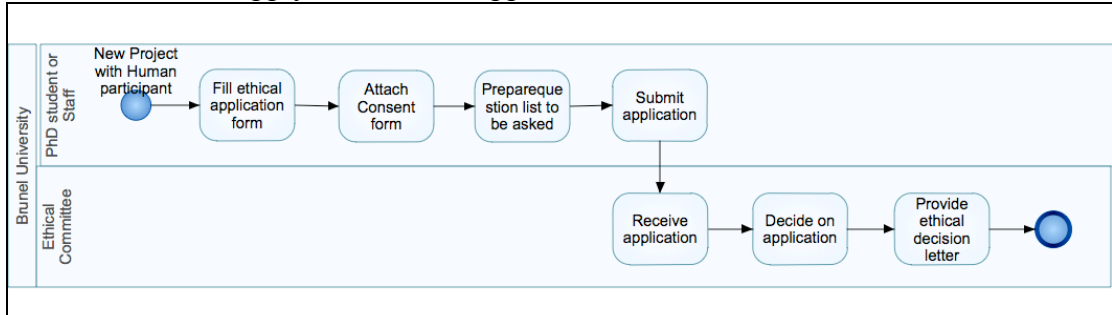 New Project
with Human
participant
Fill ethical
application
form
Attach
Consent
form
Prepareque
stion list to
be asked
Submit
application
PhD student or
Staff
Brunel University
Ethical
Committee
Receive
application
Decide on
application
Provide
ethical
decision
letter